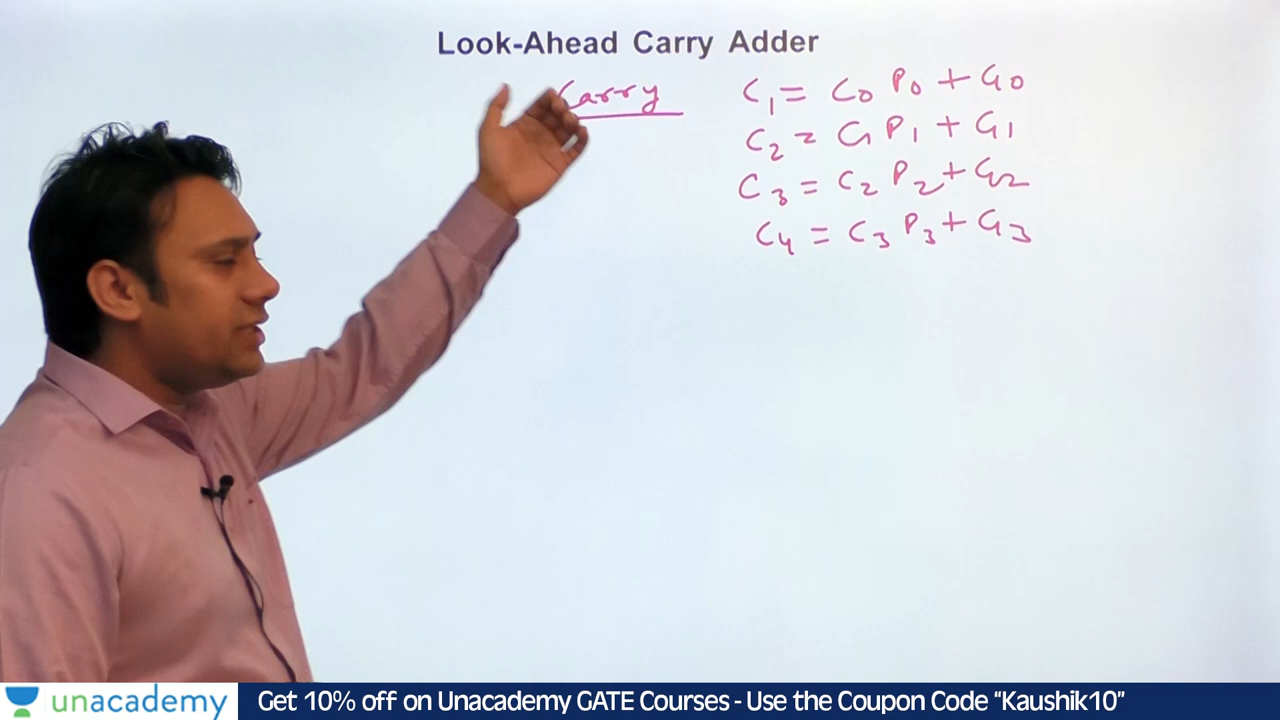 Look-Ahead Carry Adder
Carry
C₁ = C₀ P₀ + G₀
C₂ = C₁ P₁ + G₁
C₃ = C₂ P₂ + G₂
C₄ = C₃ P₃ + G₃
unacademy
Get 10% off on Unacademy GATE Courses - Use the Coupon Code “Kaushik10”